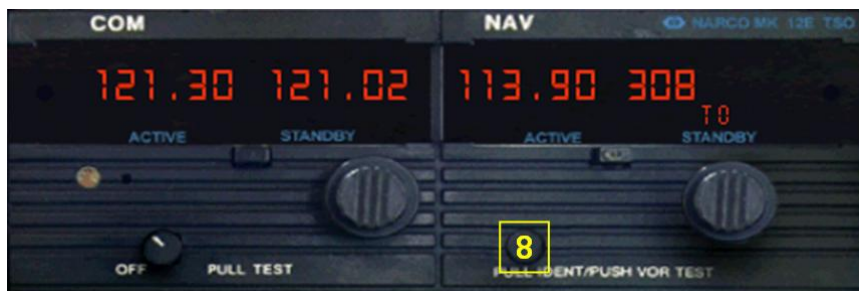 COM NAV NARCO MK 12E TSO
121.30 121.02 113.90 308
TO
ACTIVE STANDBY ACTIVE STANDBY
8
OFF PULL TEST PULL IDENT/PUSH VOR TEST